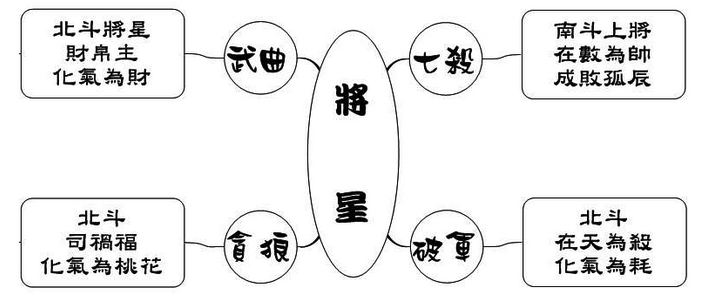 北斗將星
財帛主
化氣為財
武曲
七殺
南斗上將
在數為帥
成敗孤辰
將
星
北斗
司禍福
化氣為桃花
貪狼
破軍
北斗
在天為殺
化氣為耗